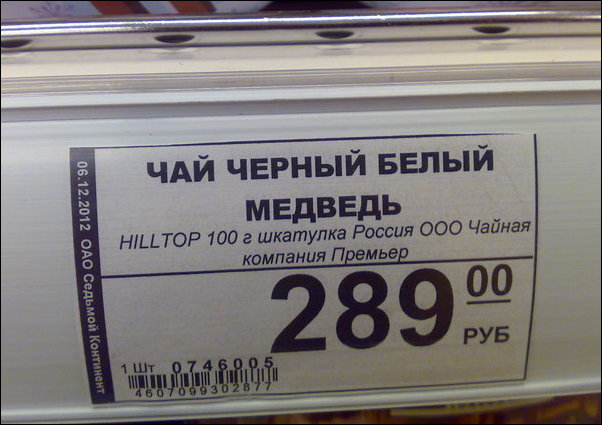 06.12.2012 ОАО Седьмой Континент
ЧАЙ ЧЕРНЫЙ БЕЛЫЙ
МЕДВЕДЬ
HILLTOP 100 г шкатулка Россия ООО Чайная
компания Премьер
289 00
РУБ
1 Шт 0746005
4607099302877